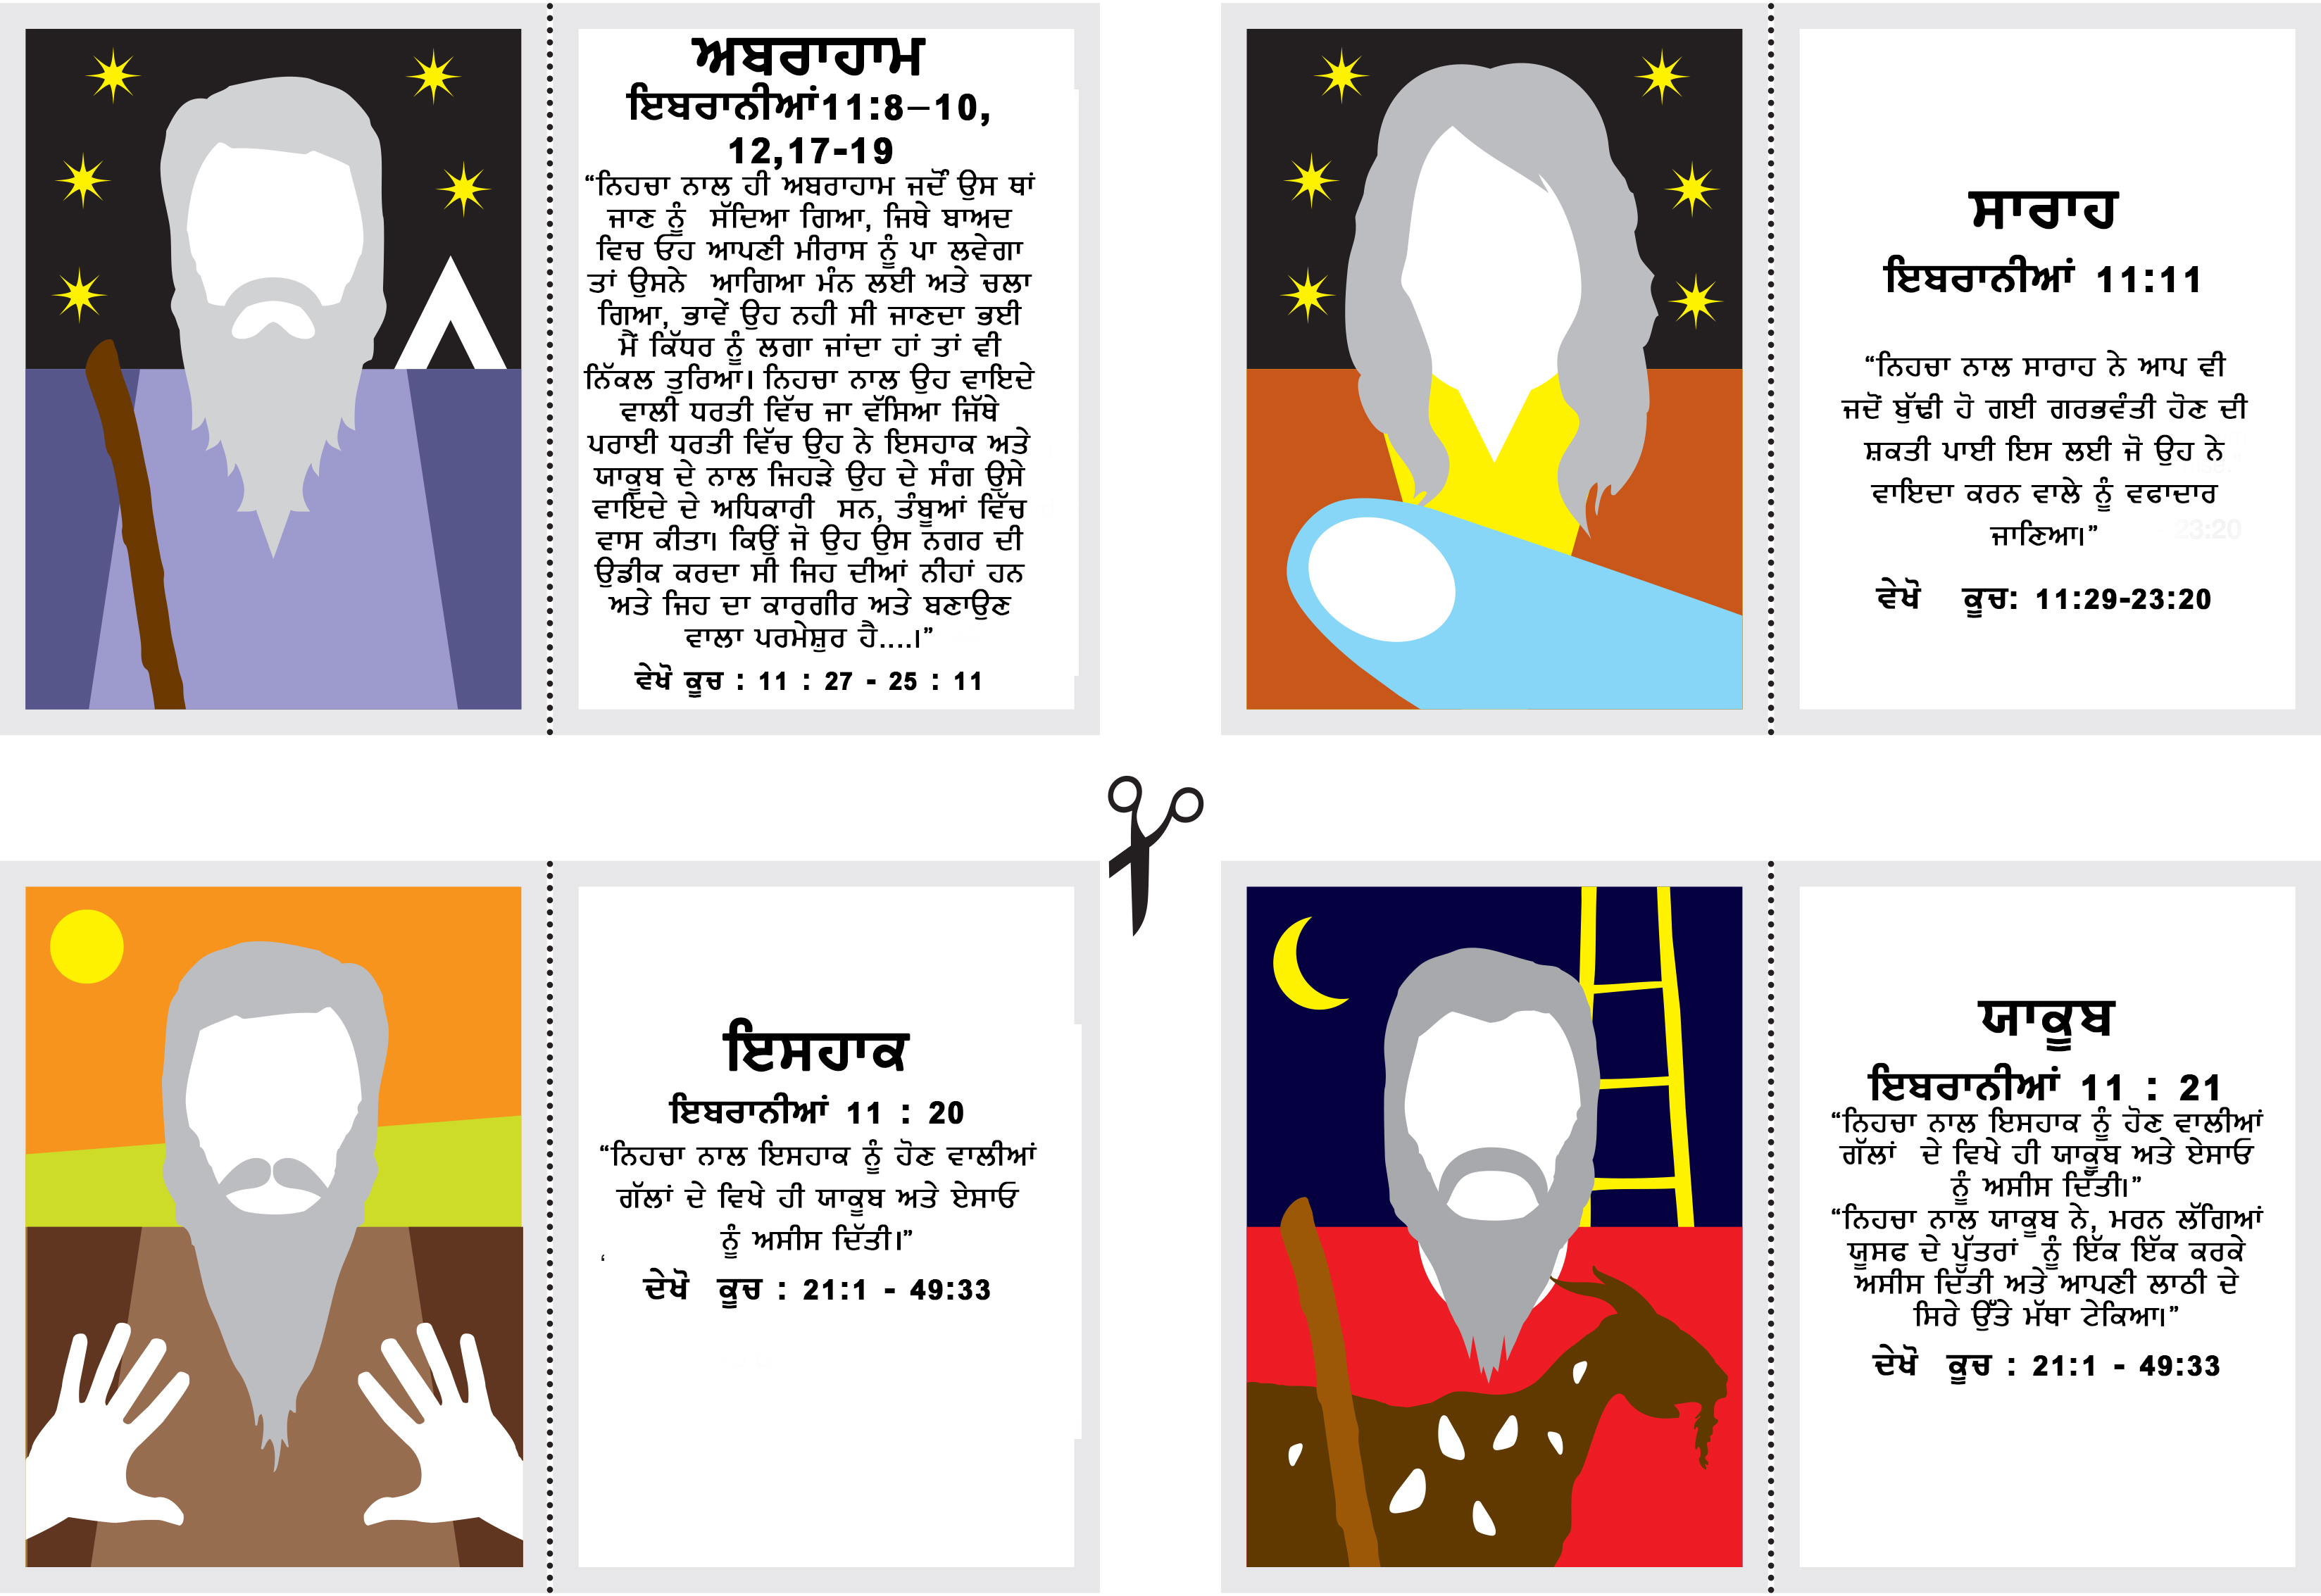 ਅਬਰਾਹਾਮ
ਇਬਰਾਨੀਆਂ11:8–10,
12,17-19
“ਨਿਹਚਾ ਨਾਲ ਹੀ ਅਬਰਾਹਾਮ ਜਦੋਁ ਉਸ ਥਾਂ
ਜਾਣ ਨੂੰ ਸੱਦਿਆ ਗਿਆ, ਜਿਥੇ ਬਾਅਦ
ਵਿਚ ਓਹ ਆਪਣੀ ਮੀਰਾਸ ਨੂੰ ਪਾ ਲਵੇਗਾ
ਤਾਂ ਉਸਨੇ ਆਗਿਆ ਮੰਨ ਲਈ ਅਤੇ ਚਲਾ
ਗਿਆ, ਭਾਵੇਂ ਉਹ ਨਹੀ ਸੀ ਜਾਣਦਾ ਭਈ
ਮੈਂ ਕਿੱਧਰ ਨੂੰ ਲਗਾ ਜਾਂਦਾ ਹਾਂ ਤਾਂ ਵੀ
ਨਿੱਕਲ ਤੁਰਿਆ। ਨਿਹਚਾ ਨਾਲ ਉਹ ਵਾਇਦੇ
ਵਾਲੀ ਧਰਤੀ ਵਿੱਚ ਜਾ ਵੱਸਿਆ ਜਿੱਥੇ
ਪਰਾਈ ਧਰਤੀ ਵਿੱਚ ਉਹ ਨੇ ਇਸਹਾਕ ਅਤੇ
ਯਾਕੂਬ ਦੇ ਨਾਲ ਜਿਹੜੇ ਉਹ ਦੇ ਸੰਗ ਉਸੇ
ਵਾਇਦੇ ਦੇ ਅਧਿਕਾਰੀ ਸਨ, ਤੰਬੂਆਂ ਵਿੱਚ
ਵਾਸ ਕੀਤਾ। ਕਿਉਂ ਜੋ ਉਹ ਉਸ ਨਗਰ ਦੀ
ਉਡੀਕ ਕਰਦਾ ਸੀ ਜਿਹ ਦੀਆਂ ਨੀਹਾਂ ਹਨ
ਅਤੇ ਜਿਹ ਦਾ ਕਾਰਗੀਰ ਅਤੇ ਬਣਾਉਣ
ਵਾਲਾ ਪਰਮੇਸ਼ੁਰ ਹੈ....।”
ਵੇਖੋ ਕੂਚ : 11 : 27 - 25 : 11
ਸਾਰਾਹ
ਇਬਰਾਨੀਆਂ 11:11
“ਨਿਹਚਾ ਨਾਲ ਸਾਰਾਹ ਨੇ ਆਪ ਵੀ
ਜਦੋਂ ਬੁੱਢੀ ਹੋ ਗਈ ਗਰਭਵੰਤੀ ਹੋਣ ਦੀ
ਸ਼ਕਤੀ ਪਾਈ ਇਸ ਲਈ ਜੋ ਉਹ ਨੇ
ਵਾਇਦਾ ਕਰਨ ਵਾਲੇ ਨੂੰ ਵਫਾਦਾਰ
23:20
ਜਾਣਿਆ।”
ਵੇਖੋ ਕੂਚ: 11:29-23:20
ਇਸਹਾਕ
ਇਬਰਾਨੀਆਂ 11 : 20
“ਨਿਹਚਾ ਨਾਲ ਇਸਹਾਕ ਨੂੰ ਹੋਣ ਵਾਲੀਆਂ
ਗੱਲਾਂ ਦੇ ਵਿਖੇ ਹੀ ਯਾਕੂਬ ਅਤੇ ਏਸਾਓ
ਨੂੰ ਅਸੀਸ ਦਿੱਤੀ।”
‘
ਦੇਖੋ ਕੂਚ : 21:1 - 49:33
ਯਾਕੂਬ
ਇਬਰਾਨੀਆਂ 11 : 21
“ਨਿਹਚਾ ਨਾਲ ਇਸਹਾਕ ਨੂੰ ਹੋਣ ਵਾਲੀਆਂ
ਗੱਲਾਂ ਦੇ ਵਿਖੇ ਹੀ ਯਾਕੂਬ ਅਤੇ ਏਸਾਓ
ਨੂੰ ਅਸੀਸ ਦਿੱਤੀ।”
“ਨਿਹਚਾ ਨਾਲ ਯਾਕੂਬ ਨੇ, ਮਰਨ ਲੱਗਿਆਂ
ਯੂਸਫ ਦੇ ਪੁੱਤਰਾਂ ਨੂੰ ਇੱਕ ਇੱਕ ਕਰਕੇ
ਅਸੀਸ ਦਿੱਤੀ ਅਤੇ ਆਪਣੀ ਲਾਠੀ ਦੇ
ਸਿਰੇ ਉੱਤੇ ਮੱਥਾ ਟੇਕਿਆ।”
ਦੇਖੋ ਕੂਚ : 21:1 - 49:33